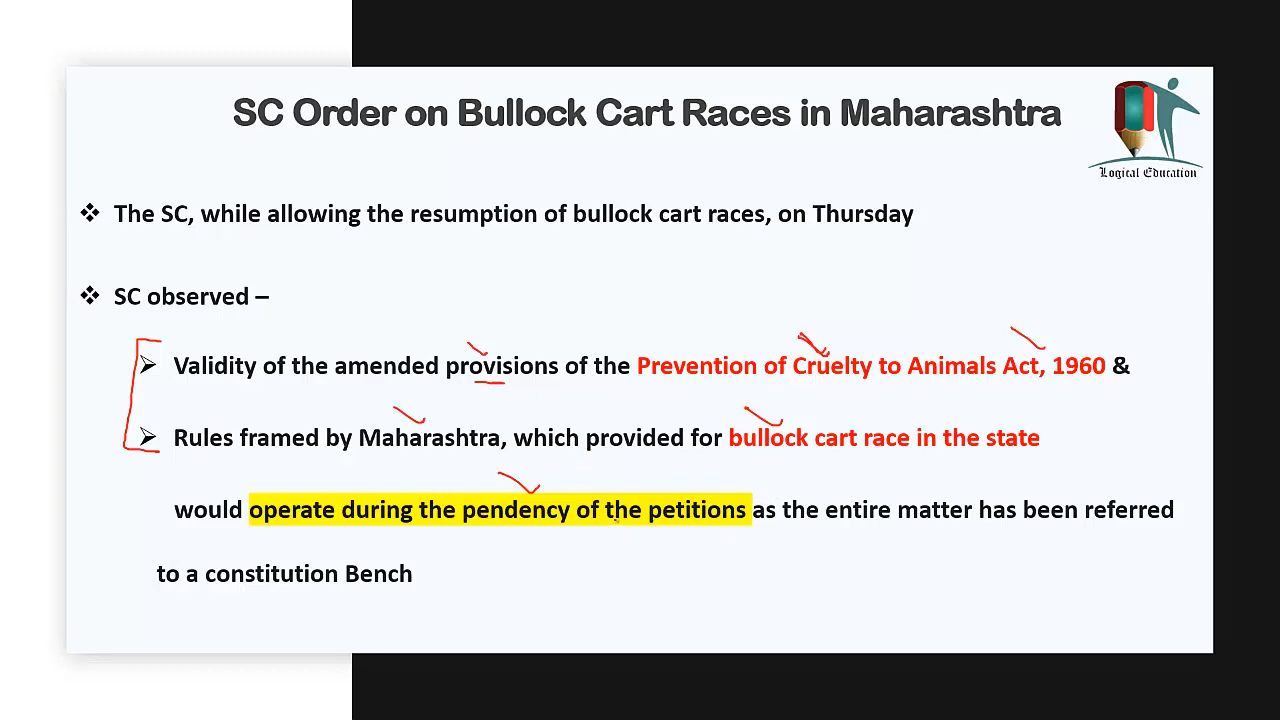 SC Order on Bullock Cart Races in Maharashtra
Logical Education
❖ The SC, while allowing the resumption of bullock cart races, on Thursday
❖ SC observed –
➢ Validity of the amended provisions of the Prevention of Cruelty to Animals Act, 1960 &
➢ Rules framed by Maharashtra, which provided for bullock cart race in the state
would operate during the pendency of the petitions as the entire matter has been referred
to a constitution Bench